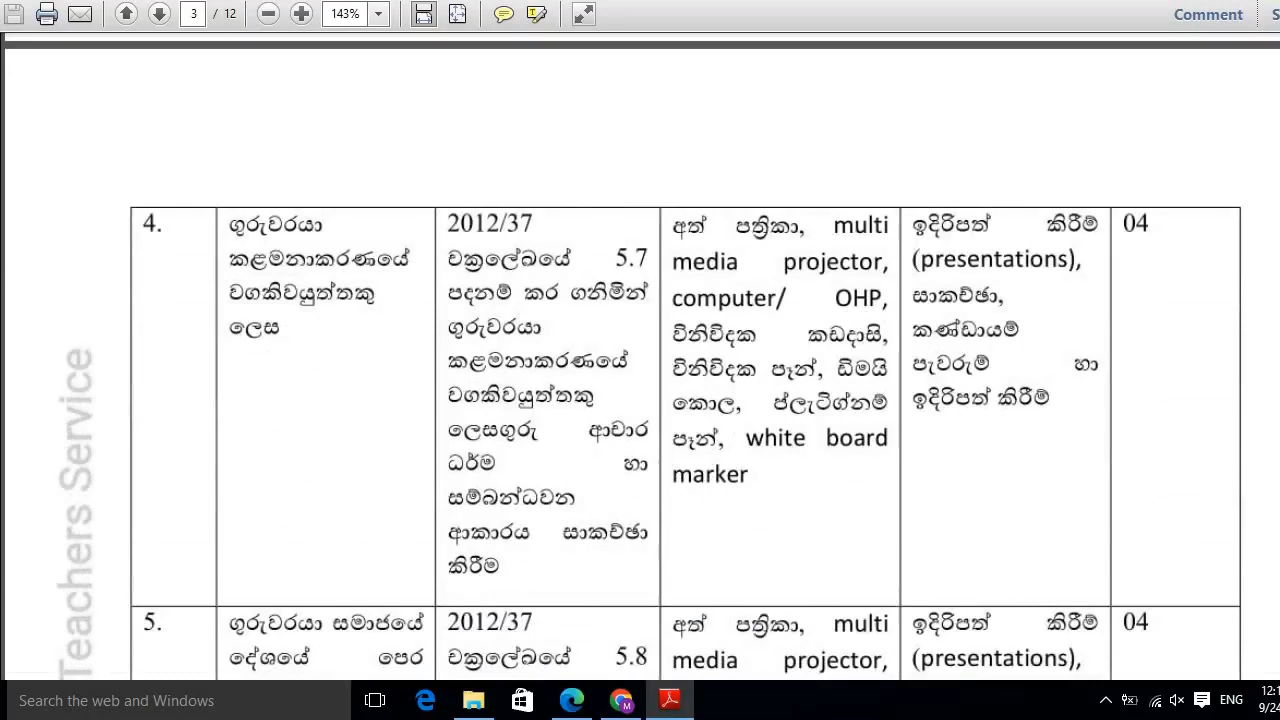 3 / 12 143% Comment
4. ගුරුවරයා 2012/37 අත් පත්‍රිකා, multi ඉදිරිපත් කිරීම් 04
කළමනාකරණයේ චක්‍රලේඛයේ 5.7 media projector, (presentations),
වගකිවයුත්තකු පදනම් කර ගනිමින් computer/ OHP, සාකච්ඡා,
ලෙස ගුරුවරයා විනිවිදක කඩදාසි, කණ්ඩායම්
කළමනාකරණයේ විනිවිදක පෑන්, ඩිමයි පැවරුම් හා
වගකිවයුත්තකු කොල, ප්ලැටිග්නම් ඉදිරිපත් කිරීම්
ලෙසගුරු ආචාර පෑන්, white board
ධර්ම හා marker
සම්බන්ධවන
ආකාරය සාකච්ඡා
කිරීම
5. ගුරුවරයා සමාජයේ 2012/37 අත් පත්‍රිකා, multi ඉදිරිපත් කිරීම් 04
දේශයේ පෙර චක්‍රලේඛයේ 5.8 media projector, (presentations),
Teachers Service
Search the web and Windows ENG